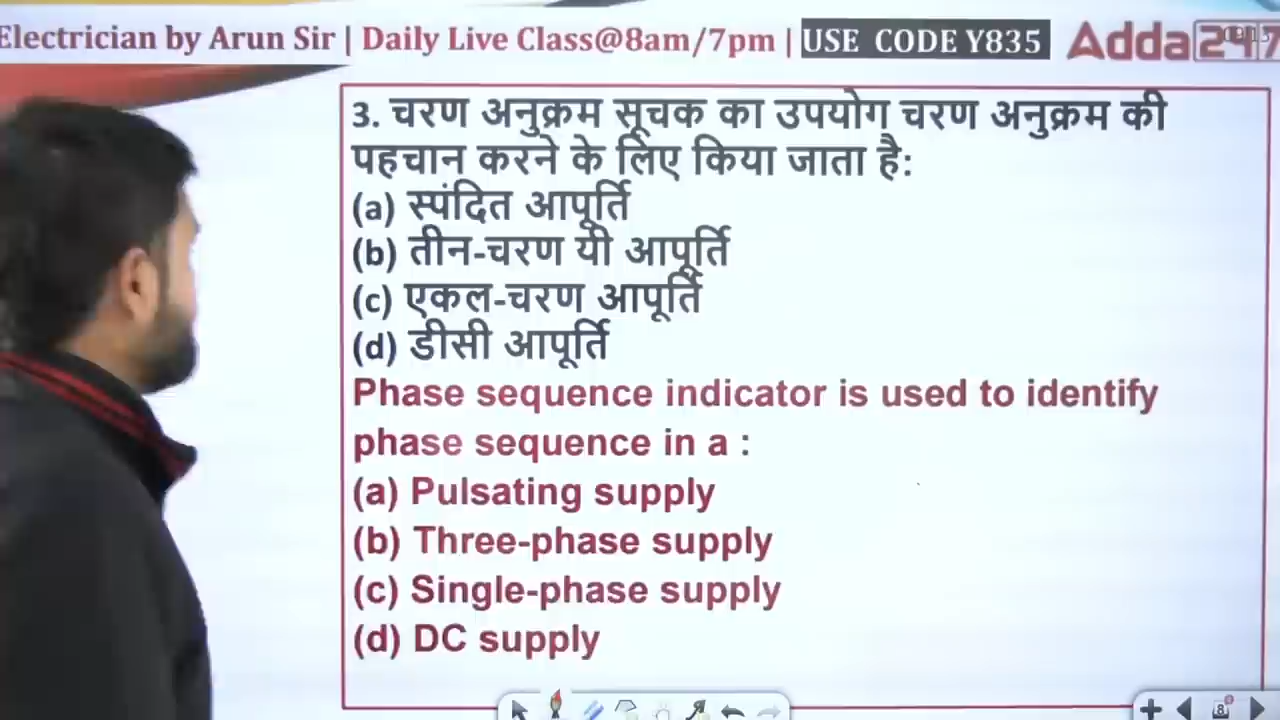 Electrician by Arun Sir | Daily Live Class@8am/7pm | USE CODE Y835 Adda247
3. चरण अनुक्रम सूचक का उपयोग चरण अनुक्रम की
पहचान करने के लिए किया जाता है:
(a) स्पंदित आपूर्ति
(b) तीन-चरण यी आपूर्ति
(c) एकल-चरण आपूर्ति
(d) डीसी आपूर्ति
Phase sequence indicator is used to identify
phase sequence in a :
(a) Pulsating supply
(b) Three-phase supply
(c) Single-phase supply
(d) DC supply
8